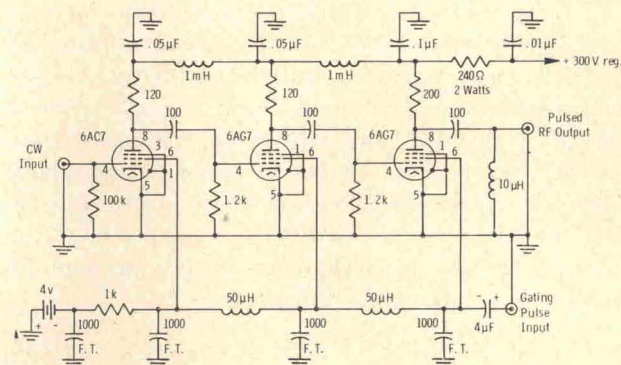 .05µF
.05µF
.1µF
.01µF
1mH
1mH
240Ω
2 Watts
+ 300 V reg.
120
120
200
100
100
100
6AC7
6AG7
6AG7
Pulsed
RF Output
CW
Input
8
3
6
4
1
5
8
1
6
4
5
8
1
6
4
5
100k
1.2k
1.2k
10µH
4v
1k
50µH
50µH
+
-
- +
4µF
Gating
Pulse
Input
1000
F. T.
1000
F. T.
1000
F. T.
1000
F. T.